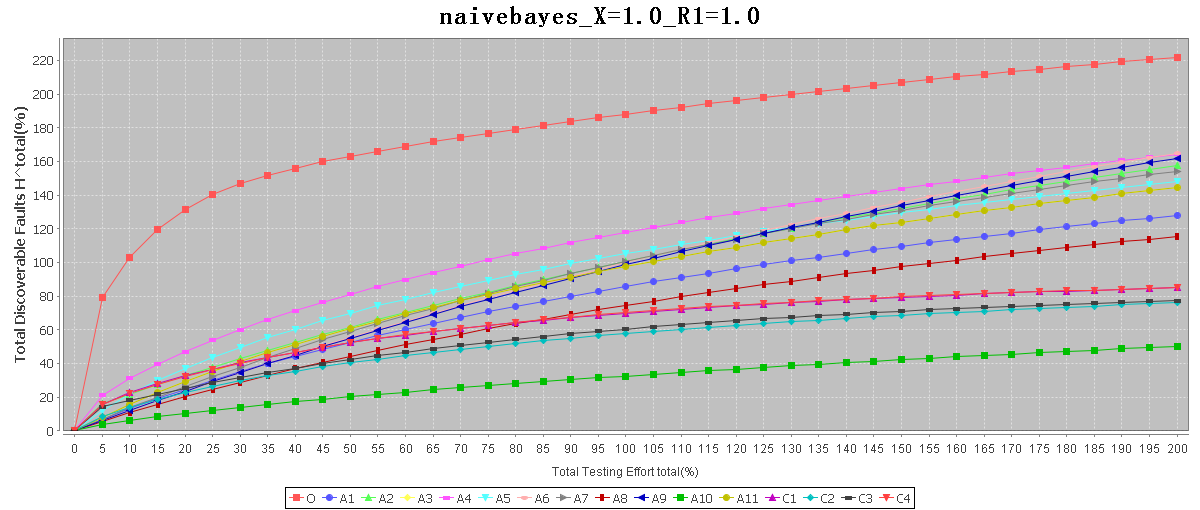 naivebayes_X=1.0_R1=1.0
Total Discoverable Faults H^total(%)
220
200
180
160
140
120
100
80
60
40
20
0
0 5 10 15 20 25 30 35 40 45 50 55 60 65 70 75 80 85 90 95 100 105 110 115 120 125 130 135 140 145 150 155 160 165 170 175 180 185 190 195 200
Total Testing Effort total(%)
O A1 A2 A3 A4 A5 A6 A7 A8 A9 A10 A11 C1 C2 C3 C4